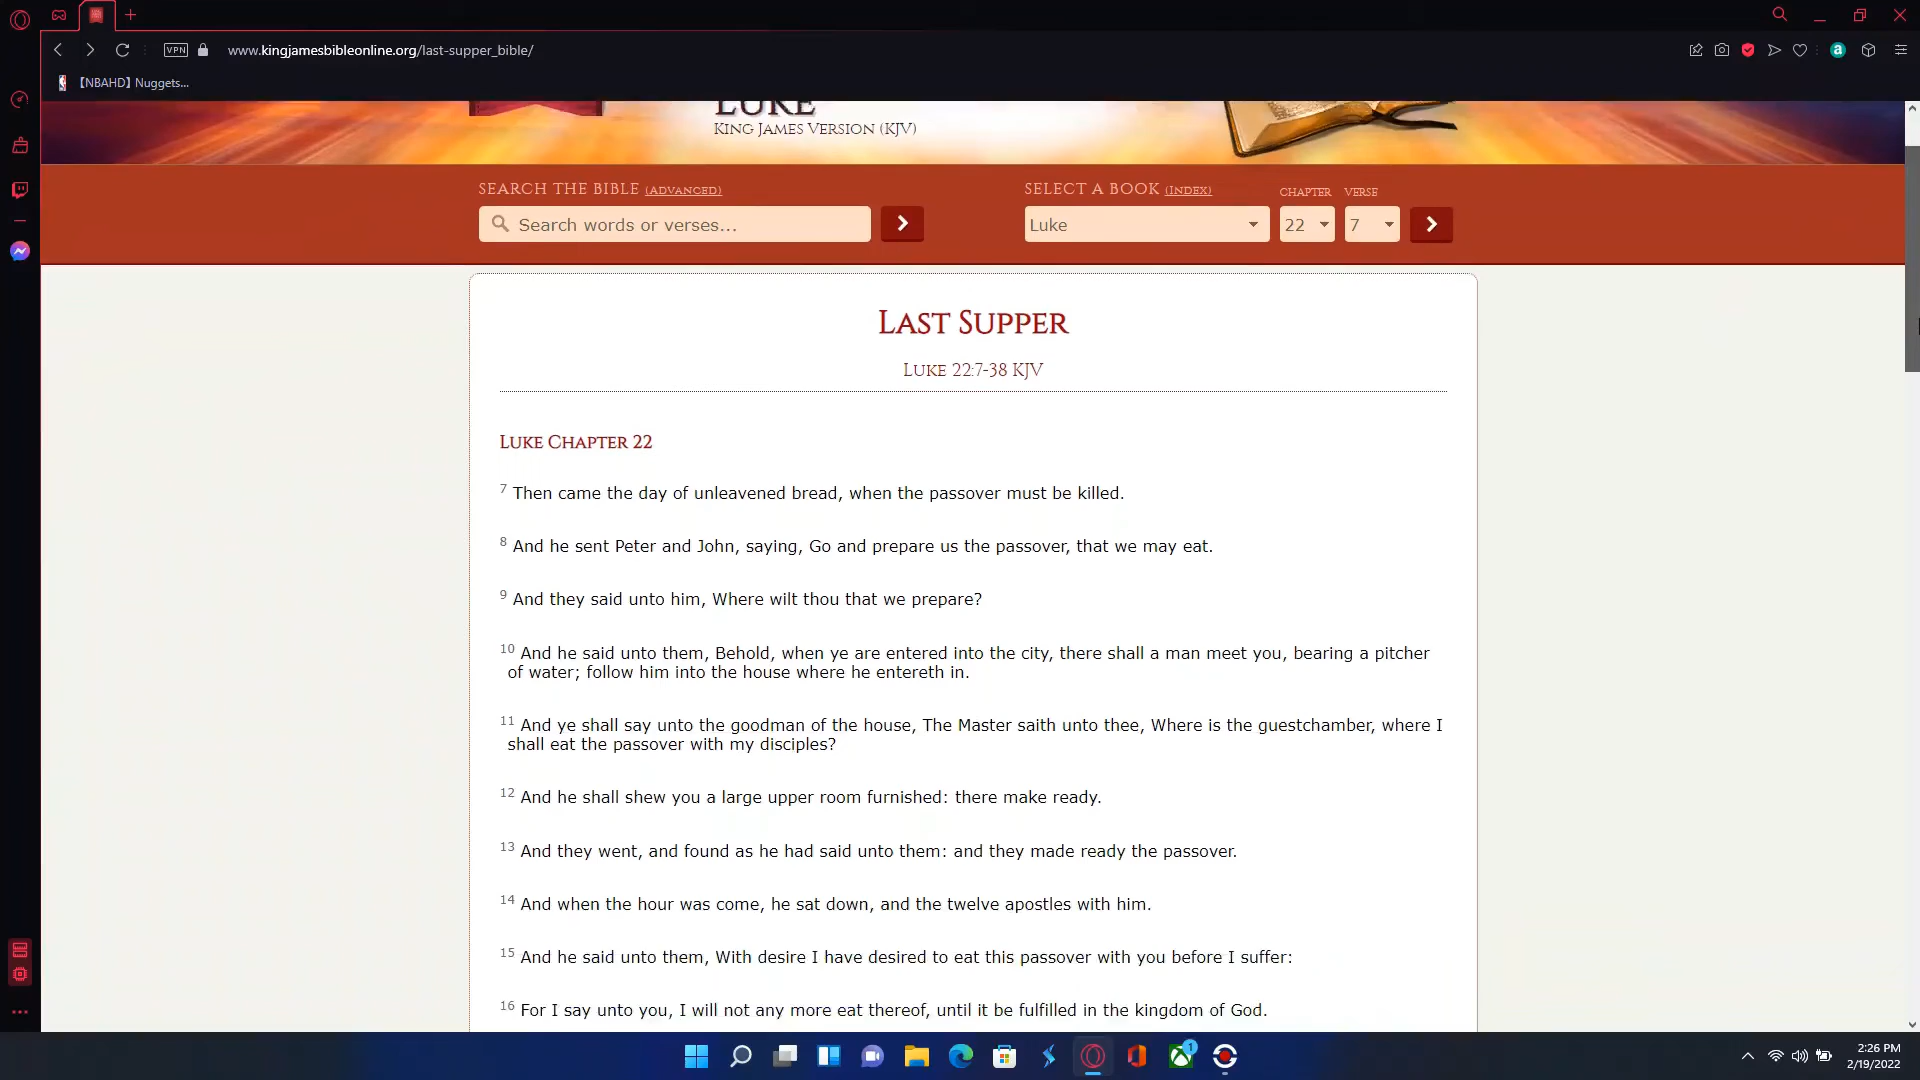 VPN
www.kingjamesbibleonline.org/last-supper_bible/
a
【NBAHD】Nuggets...
LUKE
KING JAMES VERSION (KJV)
SEARCH THE BIBLE (ADVANCED)
SELECT A BOOK (INDEX)
CHAPTER
VERSE
Search words or verses...
Luke
22
7
LAST SUPPER
LUKE 22:7-38 KJV
LUKE CHAPTER 22
7 Then came the day of unleavened bread, when the passover must be killed.
8 And he sent Peter and John, saying, Go and prepare us the passover, that we may eat.
9 And they said unto him, Where wilt thou that we prepare?
10 And he said unto them, Behold, when ye are entered into the city, there shall a man meet you, bearing a pitcher
of water; follow him into the house where he entereth in.
11 And ye shall say unto the goodman of the house, The Master saith unto thee, Where is the guestchamber, where I
shall eat the passover with my disciples?
12 And he shall shew you a large upper room furnished: there make ready.
13 And they went, and found as he had said unto them: and they made ready the passover.
14 And when the hour was come, he sat down, and the twelve apostles with him.
15 And he said unto them, With desire I have desired to eat this passover with you before I suffer:
16 For I say unto you, I will not any more eat thereof, until it be fulfilled in the kingdom of God.
1
2:26 PM
2/19/2022